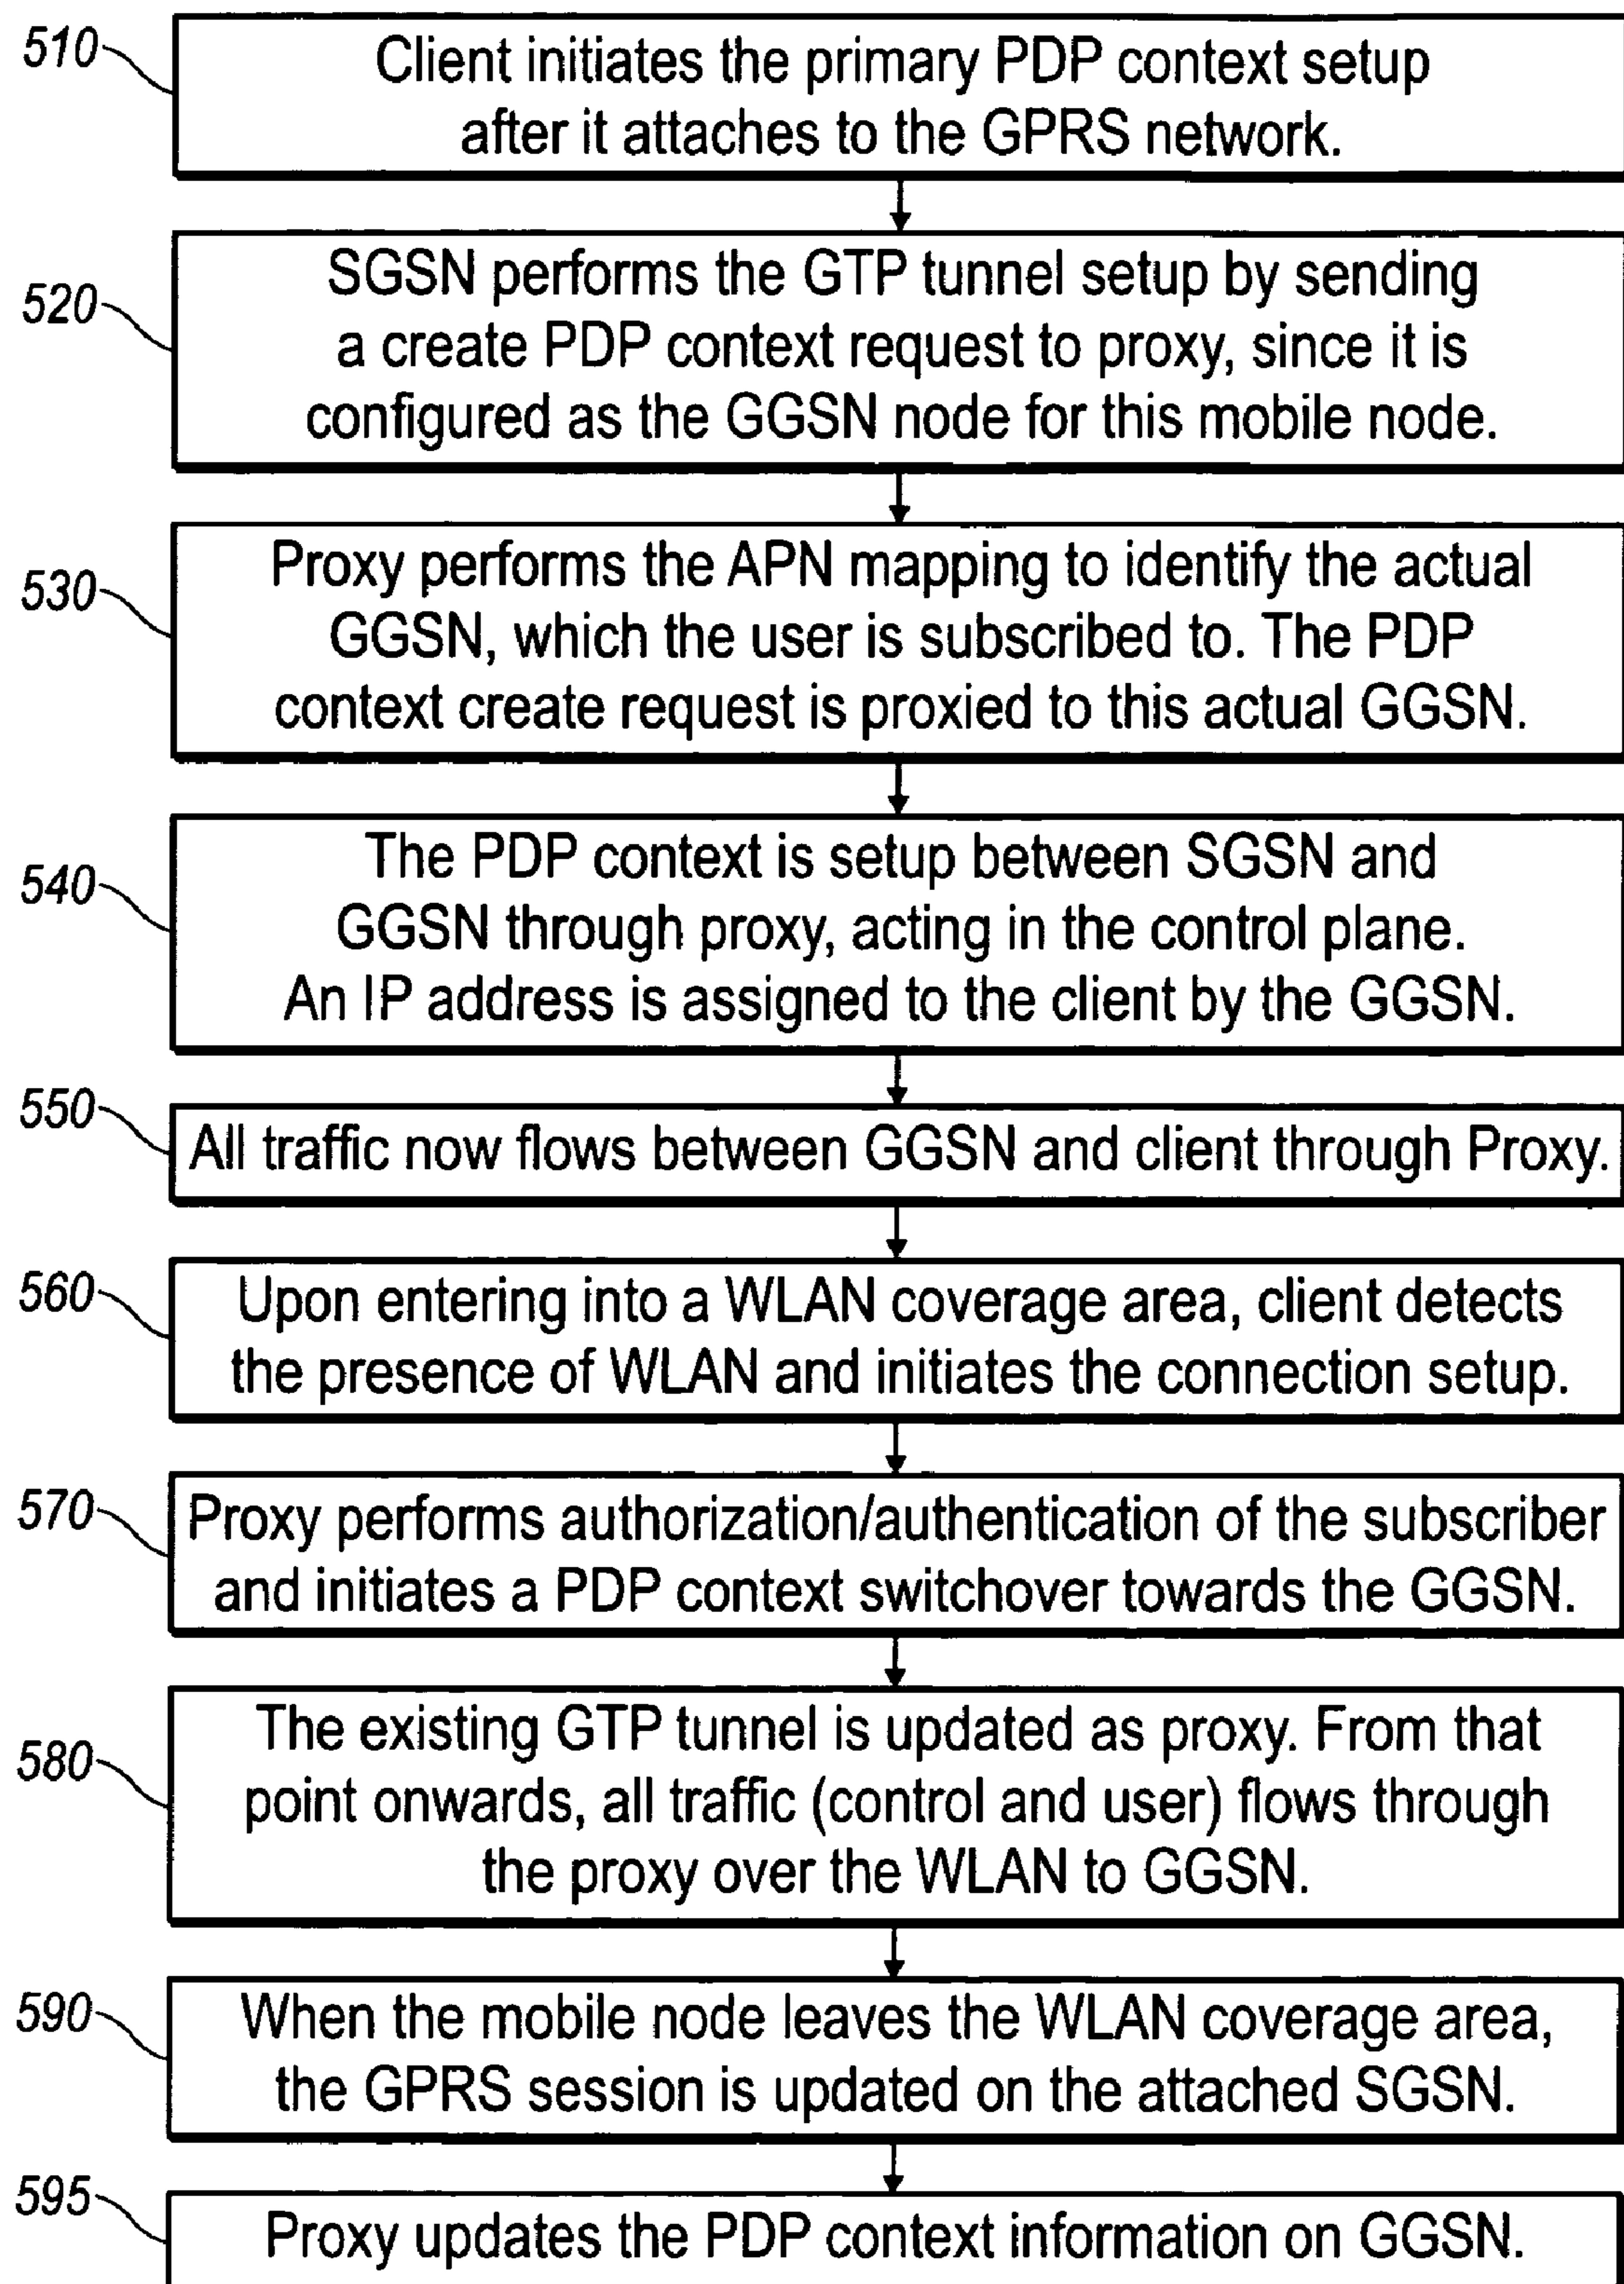 510
Client initiates the primary PDP context setup
after it attaches to the GPRS network.
520
SGSN performs the GTP tunnel setup by sending
a create PDP context request to proxy, since it is
configured as the GGSN node for this mobile node.
530
Proxy performs the APN mapping to identify the actual
GGSN, which the user is subscribed to. The PDP
context create request is proxied to this actual GGSN.
540
The PDP context is setup between SGSN and
GGSN through proxy, acting in the control plane.
An IP address is assigned to the client by the GGSN.
550
All traffic now flows between GGSN and client through Proxy.
560
Upon entering into a WLAN coverage area, client detects
the presence of WLAN and initiates the connection setup.
570
Proxy performs authorization/authentication of the subscriber
and initiates a PDP context switchover towards the GGSN.
580
The existing GTP tunnel is updated as proxy. From that
point onwards, all traffic (control and user) flows through
the proxy over the WLAN to GGSN.
590
When the mobile node leaves the WLAN coverage area,
the GPRS session is updated on the attached SGSN.
595
Proxy updates the PDP context information on GGSN.